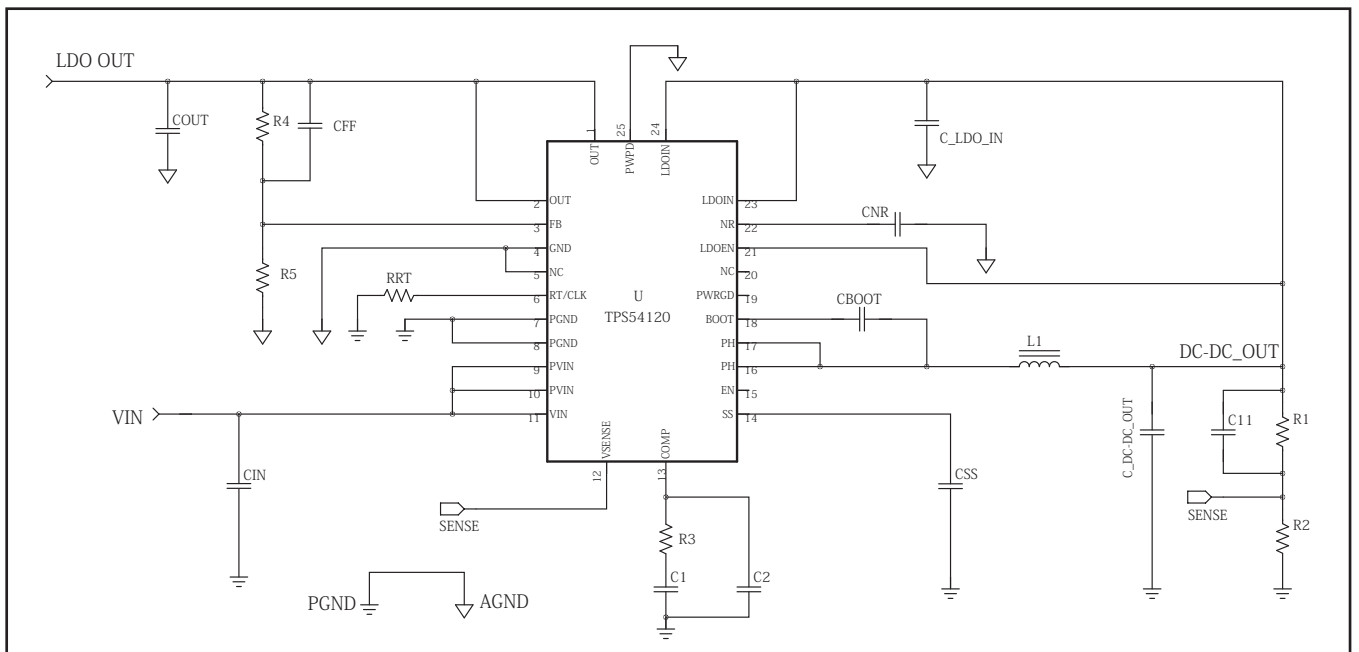 LDO OUT
COUT
R4
CFF
R5
RRT
VIN
CIN
SENSE
PGND
AGND
1
25
24
OUT
PWPD
LDOIN
2
OUT
3
FB
4
GND
5
NC
6
RT/CLK
7
PGND
8
PGND
9
PVIN
10
PVIN
11
VIN
U
TPS54120
LDOIN
23
NR
22
LDOEN
21
NC
20
PWRGD
19
BOOT
18
PH
17
PH
16
EN
15
SS
14
VSENSE
COMP
12
13
R3
C1
C2
C_LDO_IN
CNR
CBOOT
L1
DC-DC_OUT
CSS
C_DC-DC_OUT
C11
R1
SENSE
R2